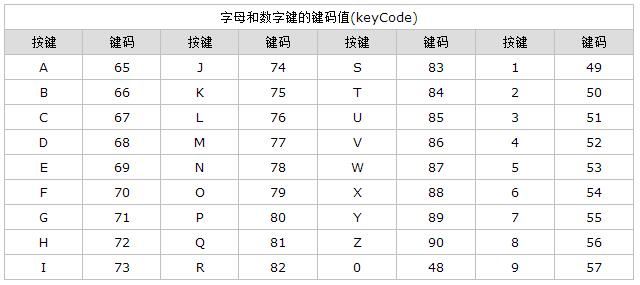 字母和数字键的键码值(keyCode)
按键 键码 按键 键码 按键 键码 按键 键码
A 65 J 74 S 83 1 49
B 66 K 75 T 84 2 50
C 67 L 76 U 85 3 51
D 68 M 77 V 86 4 52
E 69 N 78 W 87 5 53
F 70 O 79 X 88 6 54
G 71 P 80 Y 89 7 55
H 72 Q 81 Z 90 8 56
I 73 R 82 0 48 9 57